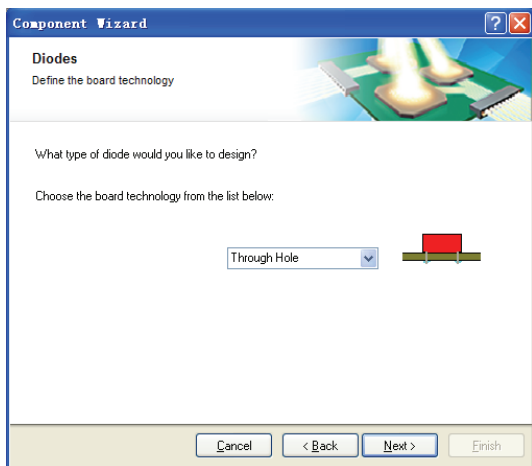 Component Wizard
Diodes
Define the board technology
What type of diode would you like to design?
Choose the board technology from the list below:
Through Hole
Cancel
< Back
Next >
Finish